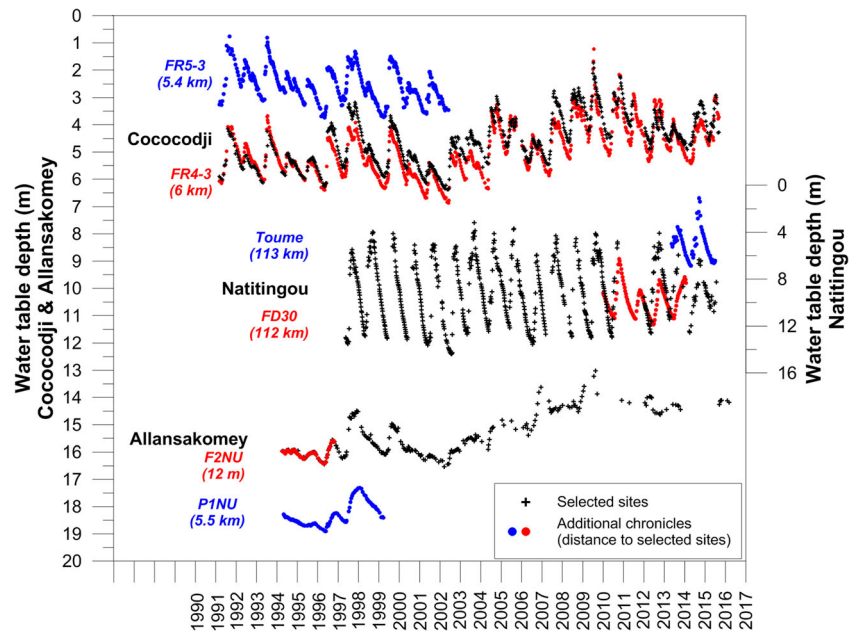 0
1
2
3
4
5
6
7
8
9
10
11
12
13
14
15
16
17
18
19
20
Water table depth (m)
Cococodji & Allansakomey
FR5-3
(5.4 km)
Cococodji
FR4-3
(6 km)
Toume
(113 km)
Natitingou
FD30
(112 km)
Allansakomey
F2NU
(12 m)
P1NU
(5.5 km)
0
4
8
12
16
Water table depth (m)
Natitingou
Selected sites
Additional chronicles
(distance to selected sites)
1990
1991
1992
1993
1994
1995
1996
1997
1998
1999
2000
2001
2002
2003
2004
2005
2006
2007
2008
2009
2010
2011
2012
2013
2014
2015
2016
2017